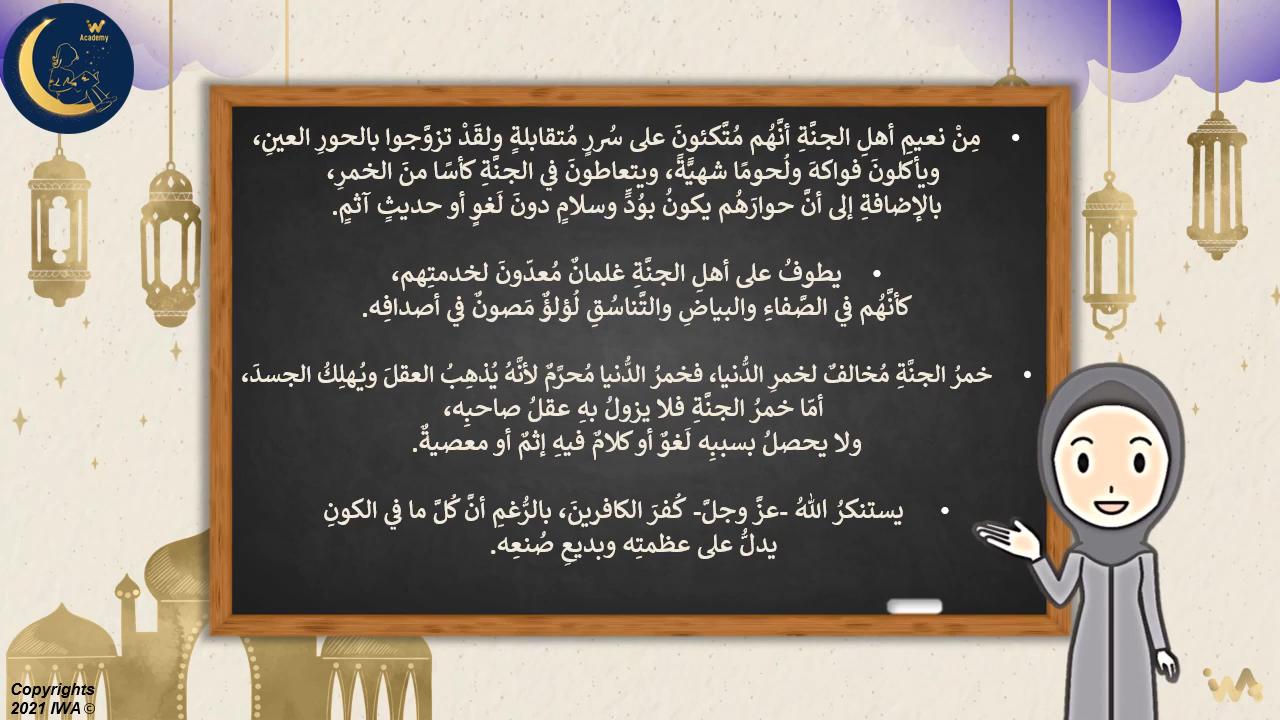 W
Academy
• مِنْ نعيمِ أهلِ الجنَّةِ أنَّهُم مُتَّكئونَ على سُررٍ مُتقابلةٍ ولقَدْ تزوَّجوا بالحورِ العينِ،
ويأكلونَ فواكهَ ولُحومًا شهيَّةً، ويتعاطونَ في الجنَّةِ كأسًا منَ الخمرِ،
بالإضافةِ إلى أنَّ حوارَهُم يكونُ بوُدٍّ وسلامٍ دونَ لَغوٍ أو حديثٍ آثمٍ.
• يطوفُ على أهلِ الجنَّةِ غلمانٌ مُعدّونَ لخدمتِهم،
كأنَّهُم في الصَّفاءِ والبياضِ والتَّناسُقِ لُؤلؤٌ مَصونٌ في أصدافِه.
• خمرُ الجنَّةِ مُخالفٌ لخمرِ الدُّنيا، فخمرُ الدُّنيا مُحرَّمٌ لأنَّهُ يُذْهِبُ العقلَ ويُهلِكُ الجسدَ،
أمّا خمرُ الجنَّةِ فلا يزولُ بهِ عقلُ صاحبِه،
ولا يحصلُ بسببِه لَغوٌ أو كلامٌ فيهِ إثمٌ أو معصيةٌ.
• يستنكرُ اللهُ -عزَّ وجلَّ- كُفرَ الكافرينَ، بالرُّغمِ أنَّ كُلَّ ما في الكونِ
يدلُّ على عظمتِه وبديعِ صُنعِه.
Copyrights
2021 IWA ©
iWA